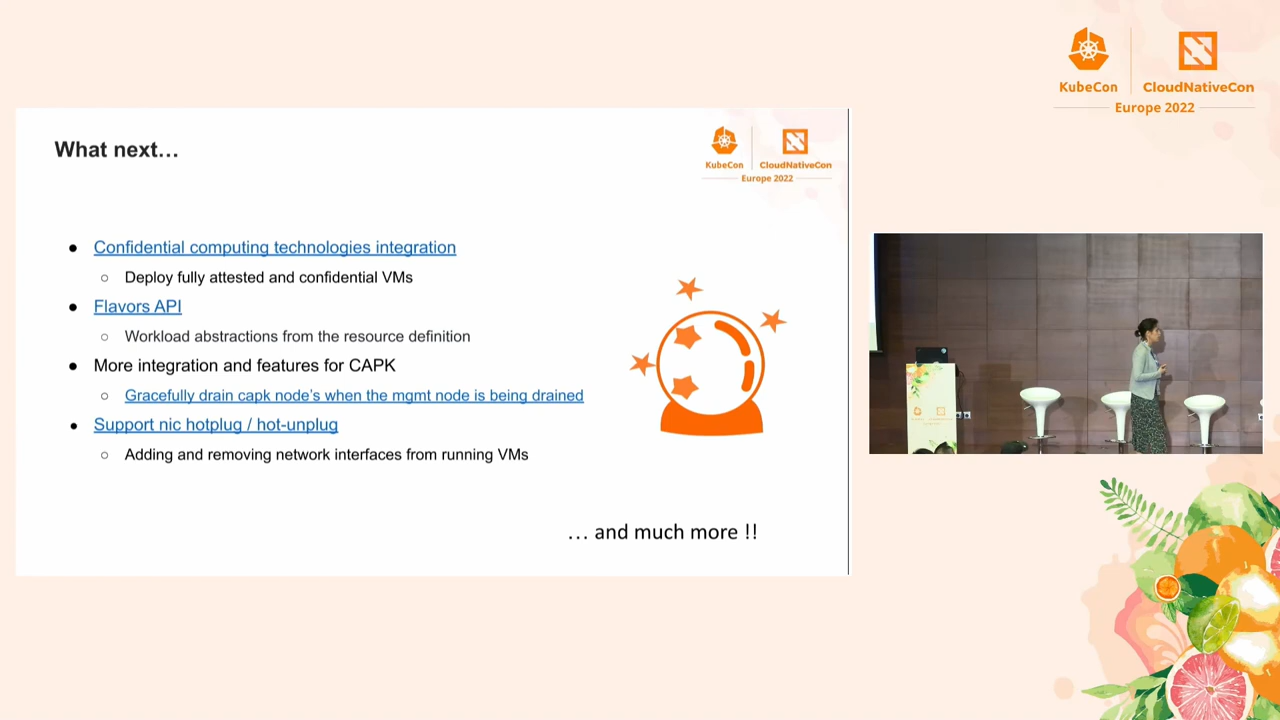 KubeCon
CloudNativeCon
Europe 2022
What next…
KubeCon
CloudNativeCon
Europe 2022
● Confidential computing technologies integration
○ Deploy fully attested and confidential VMs
● Flavors API
○ Workload abstractions from the resource definition
● More integration and features for CAPK
○ Gracefully drain capk node's when the mgmt node is being drained
● Support nic hotplug / hot-unplug
○ Adding and removing network interfaces from running VMs
… and much more !!